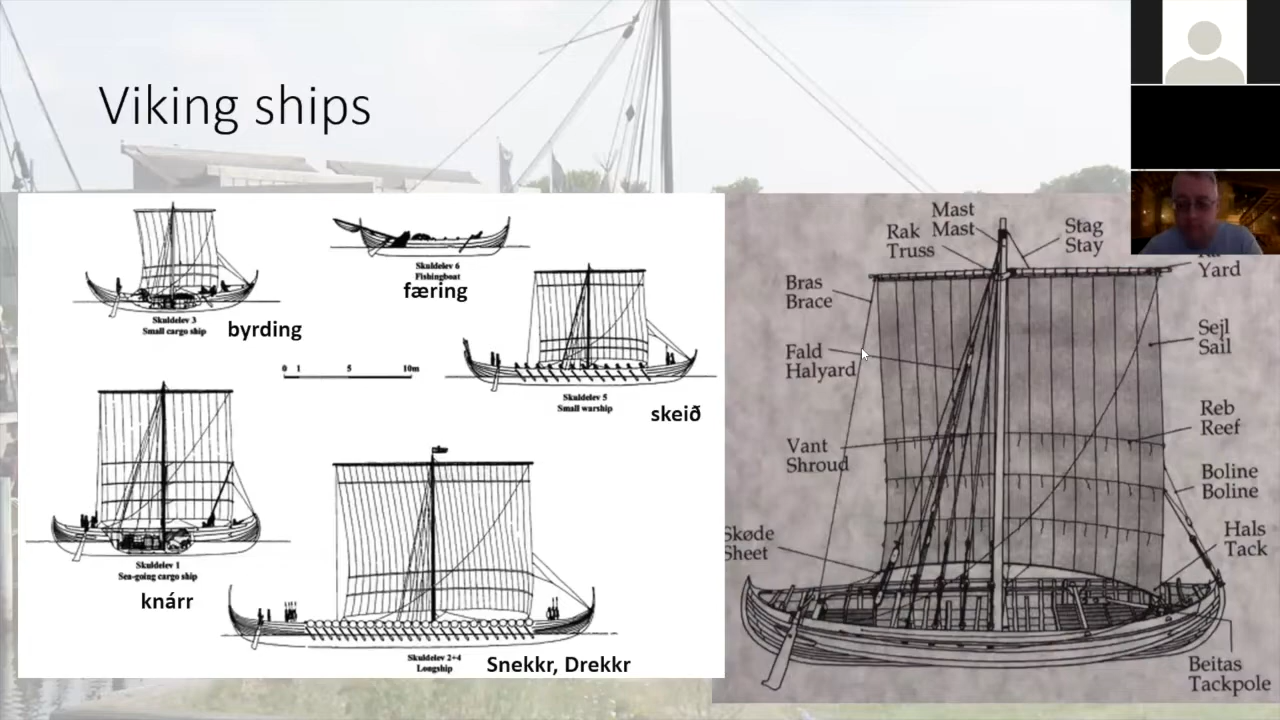 Viking ships
Skuldelev 3
Small cargo ship
byrding
Skuldelev 6
Fishingboat
færing
0 1 5 10m
Skuldelev 5
Small warship
skeið
Skuldelev 1
Sea-going cargo ship
knárr
Skuldelev 2+4
Longship
Snekkr, Drekkr
Mast
Mast
Rak
Truss
Stag
Stay
Yard
Bras
Brace
Sejl
Sail
Fald
Halyard
Reb
Reef
Vant
Shroud
Boline
Boline
Skøde
Sheet
Hals
Tack
Beitas
Tackpole